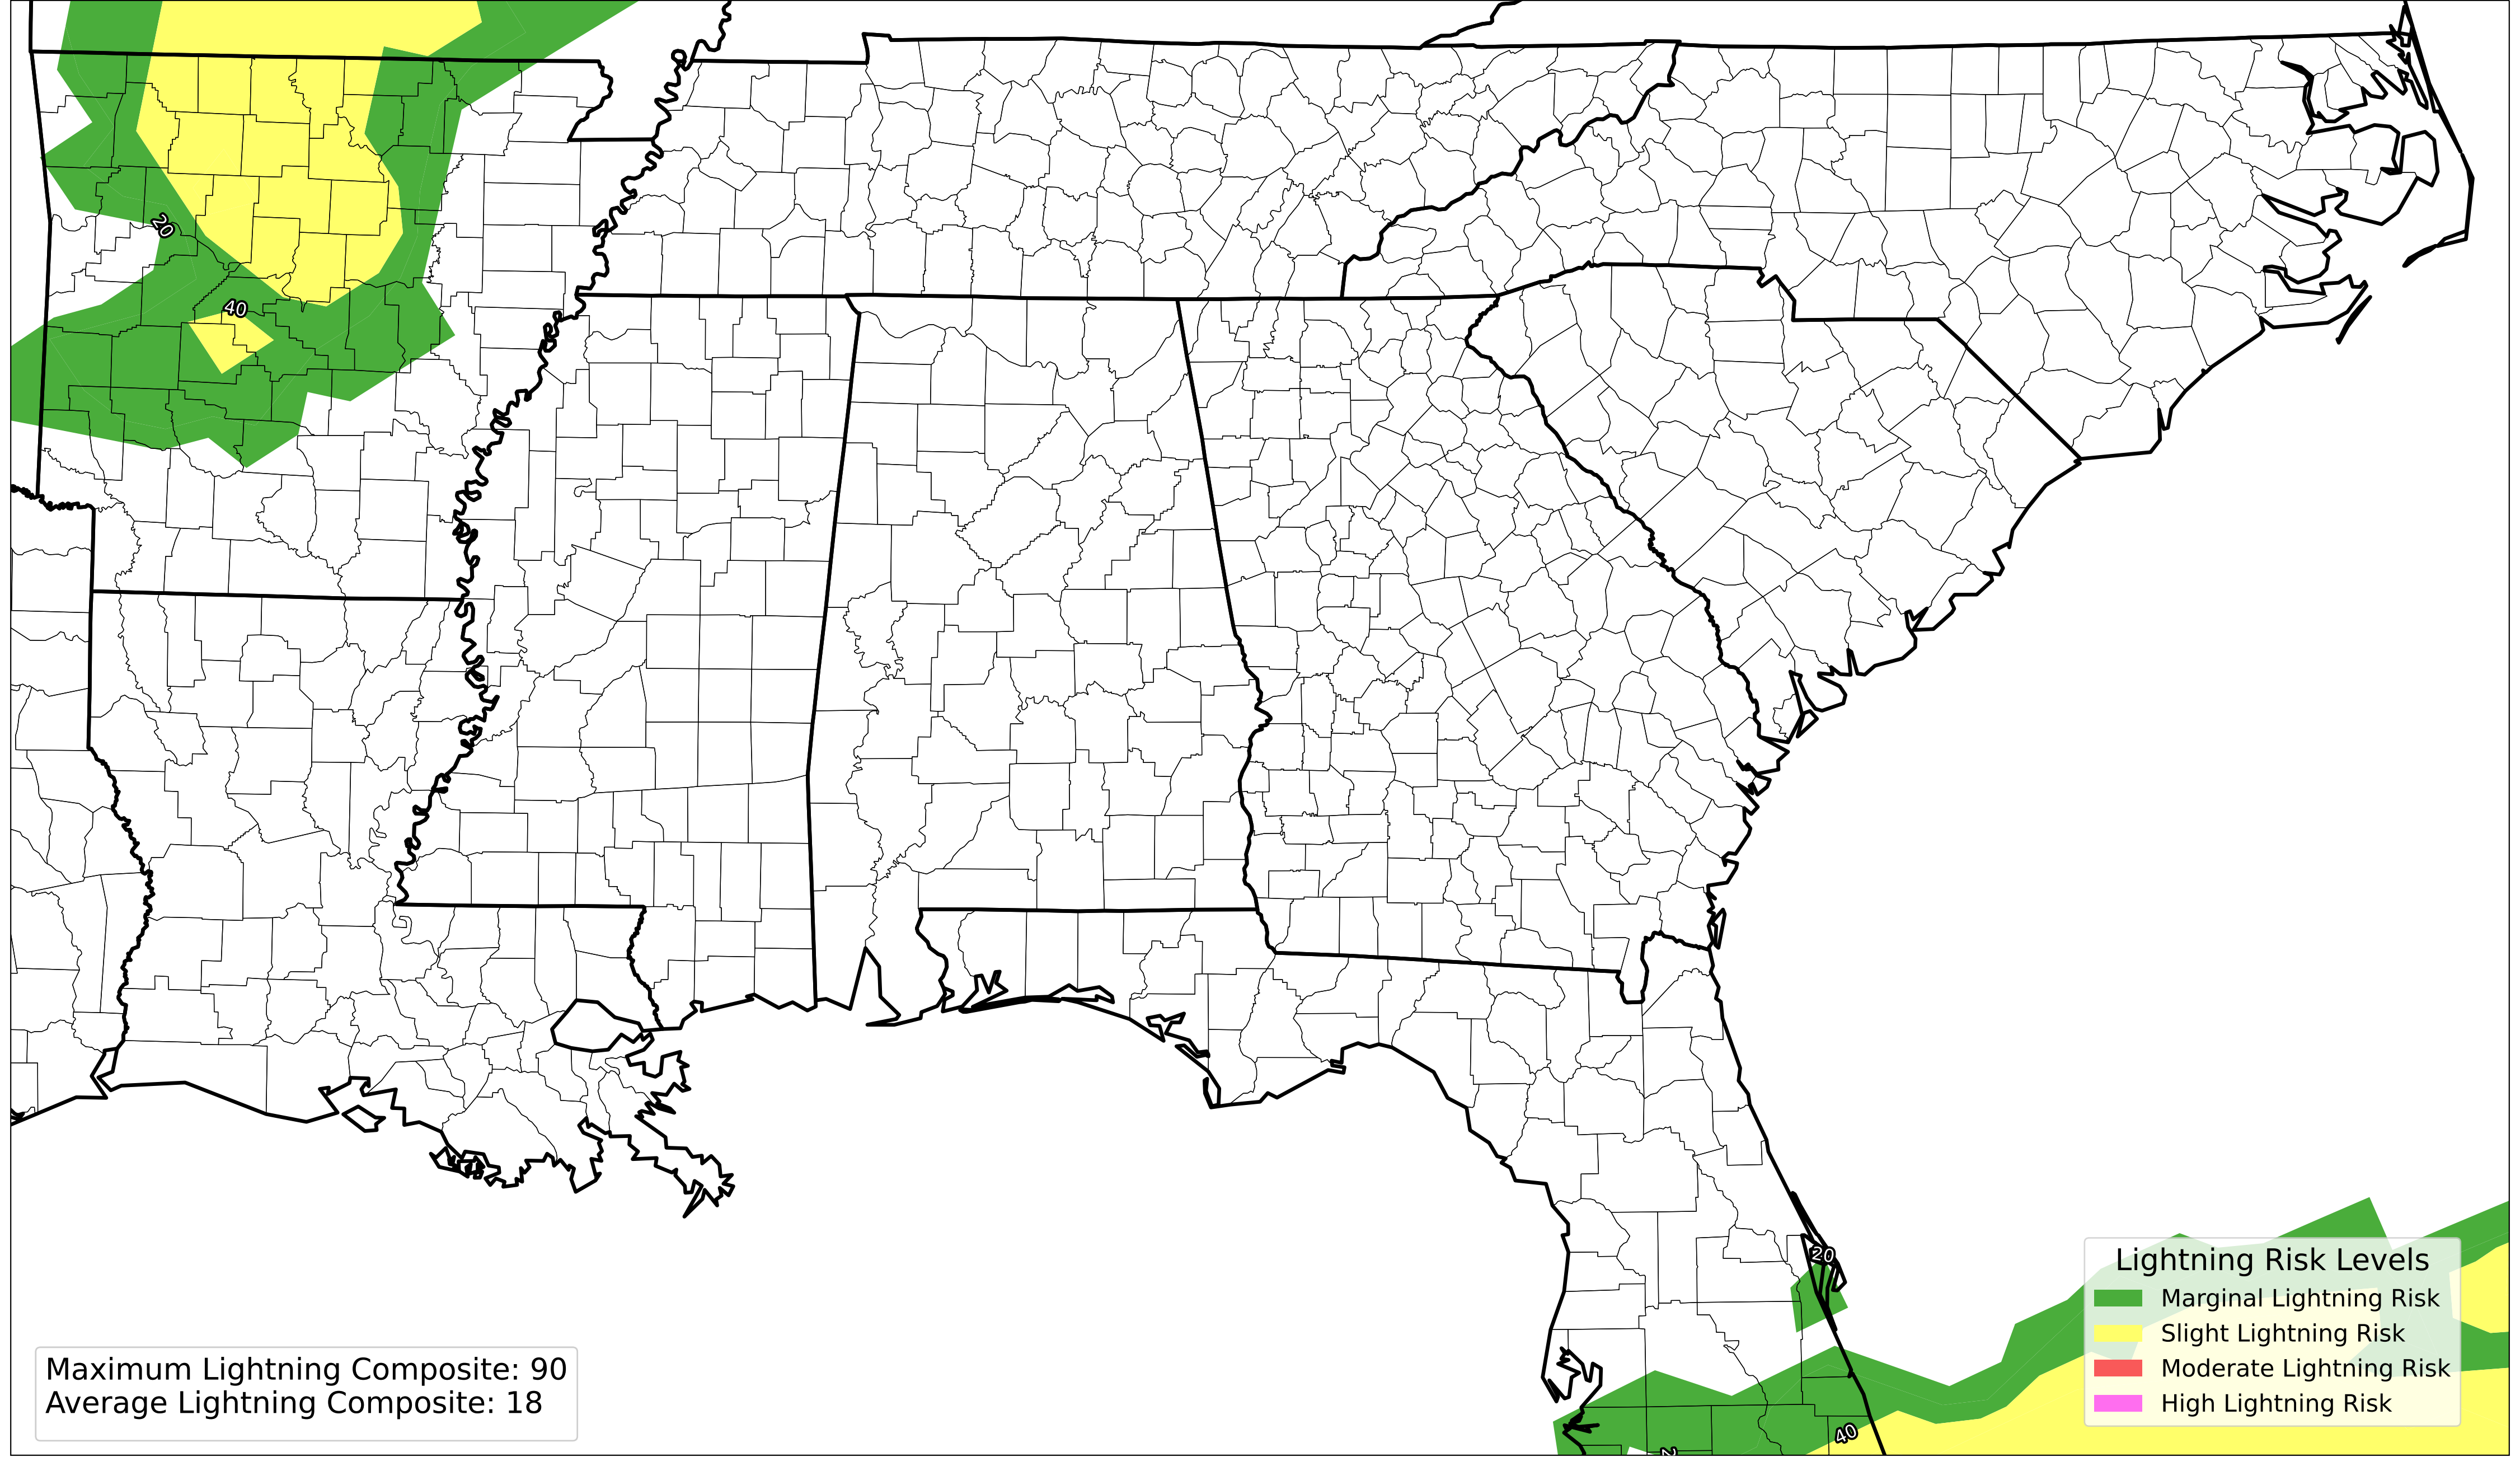 20
40
20
Lightning Risk Levels
Marginal Lightning Risk
Slight Lightning Risk
Moderate Lightning Risk
High Lightning Risk
Maximum Lightning Composite: 90
Average Lightning Composite: 18
40